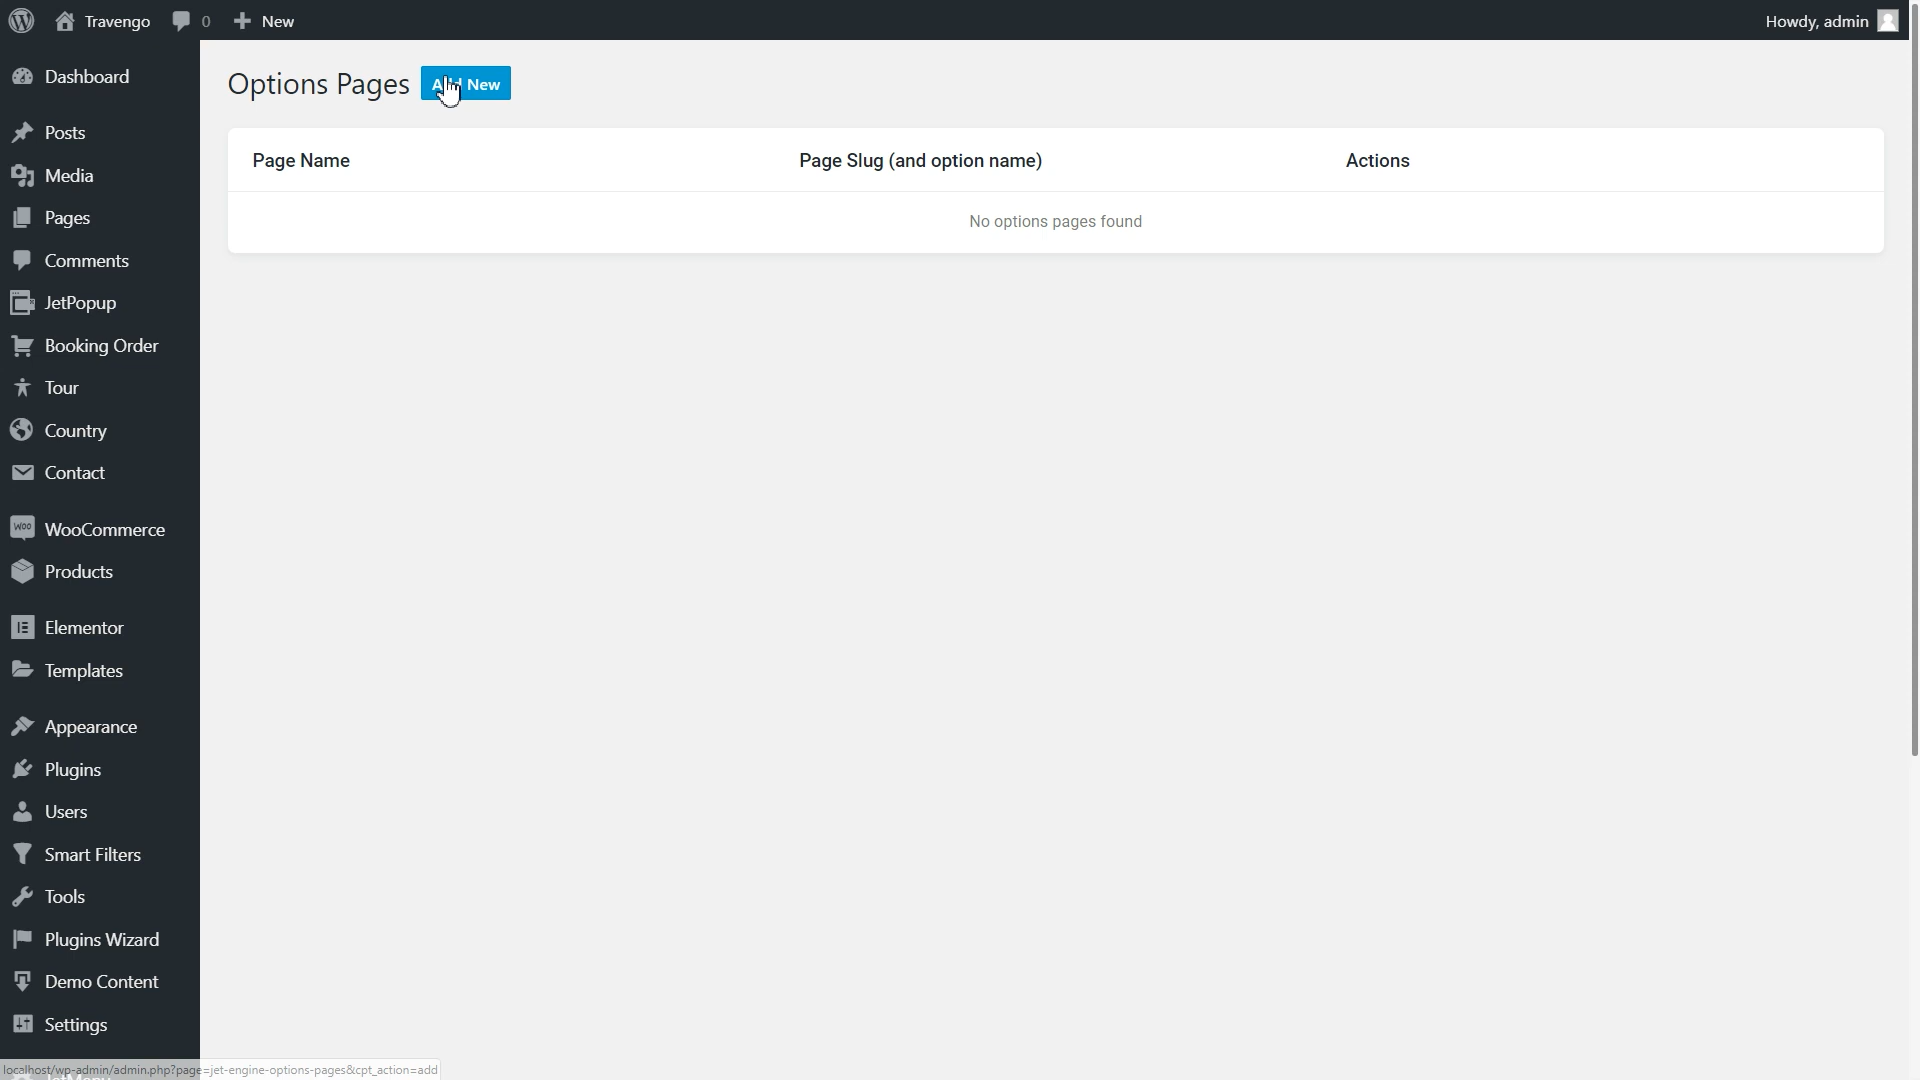 Travengo 0 New Howdy, admin
Dashboard
Posts
Media
Pages
Comments
JetPopup
Booking Order
Tour
Country
Contact
WooCommerce
Products
Elementor
Templates
Appearance
Plugins
Users
Smart Filters
Tools
Plugins Wizard
Demo Content
Settings
Options Pages
New
Page Name Page Slug (and option name) Actions
No options pages found
localhost/wp-admin/admin.php?page=jet-engine-options-pages&cpt_action=add